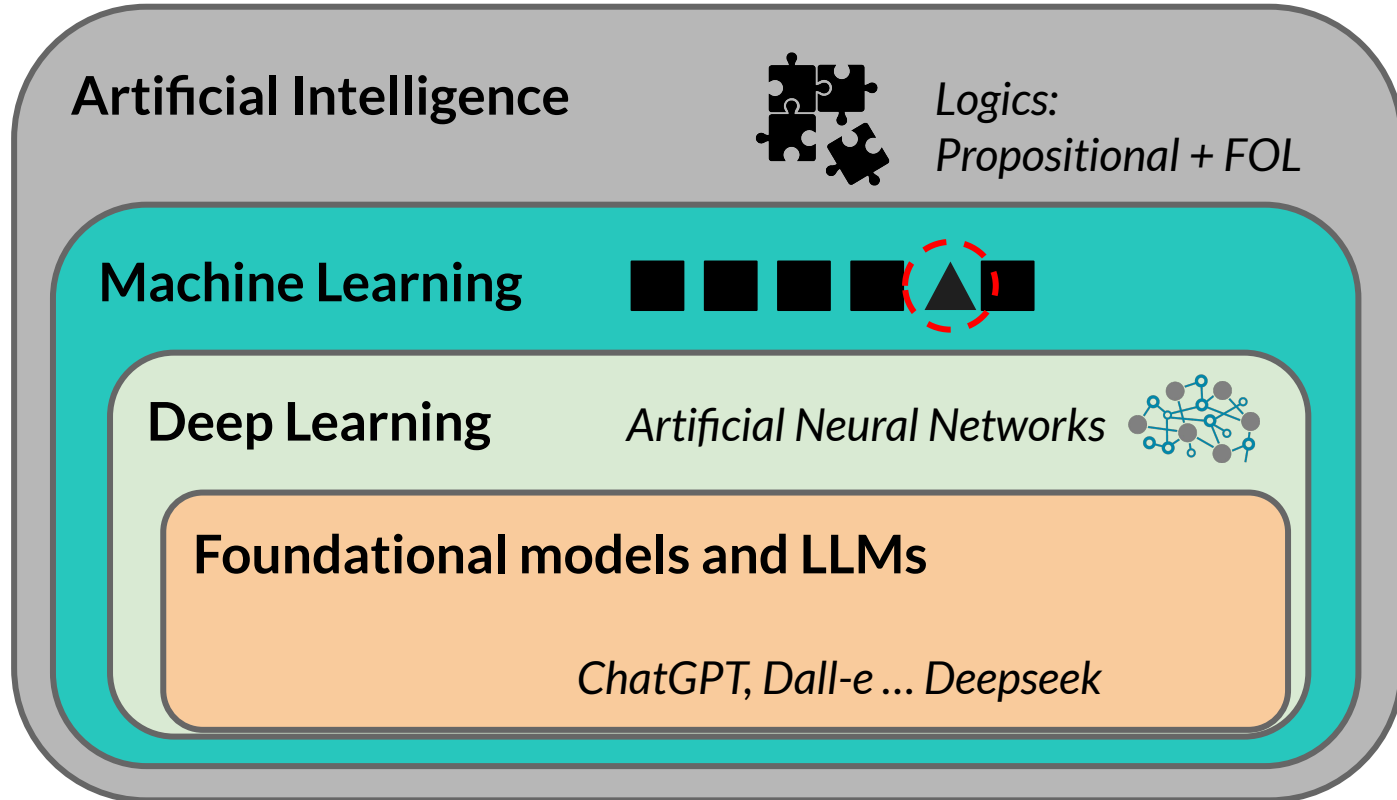 Artificial Intelligence
Logics:
Propositional + FOL
Machine Learning
Deep Learning
Artificial Neural Networks
Foundational models and LLMs
ChatGPT, Dall-e ... Deepseek